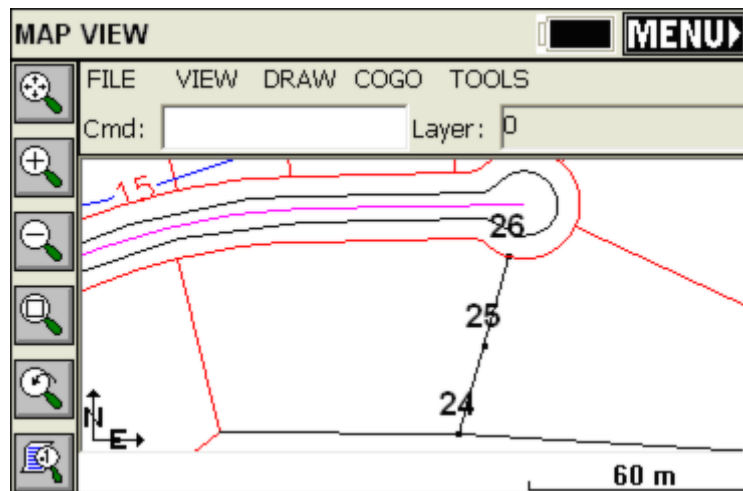 MAP VIEW MENU
FILE VIEW DRAW COGO TOOLS
Cmd: Layer: 0
15
26
25
24
N
E
60 m